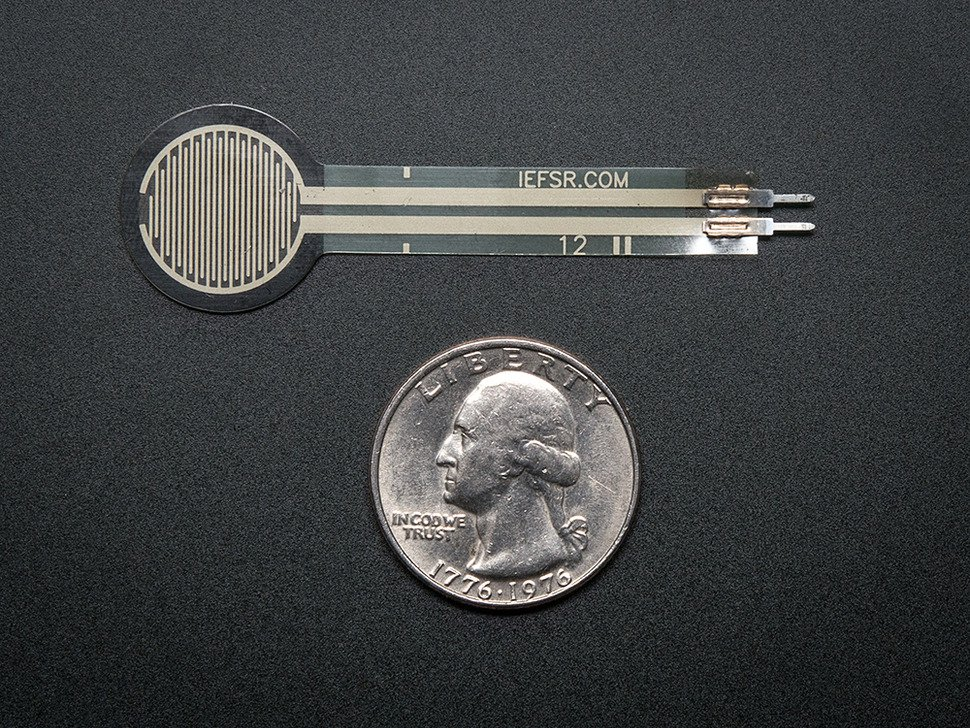 IEFSR.COM
12
LIBERTY
IN GOD WE
TRUST
1776·1976